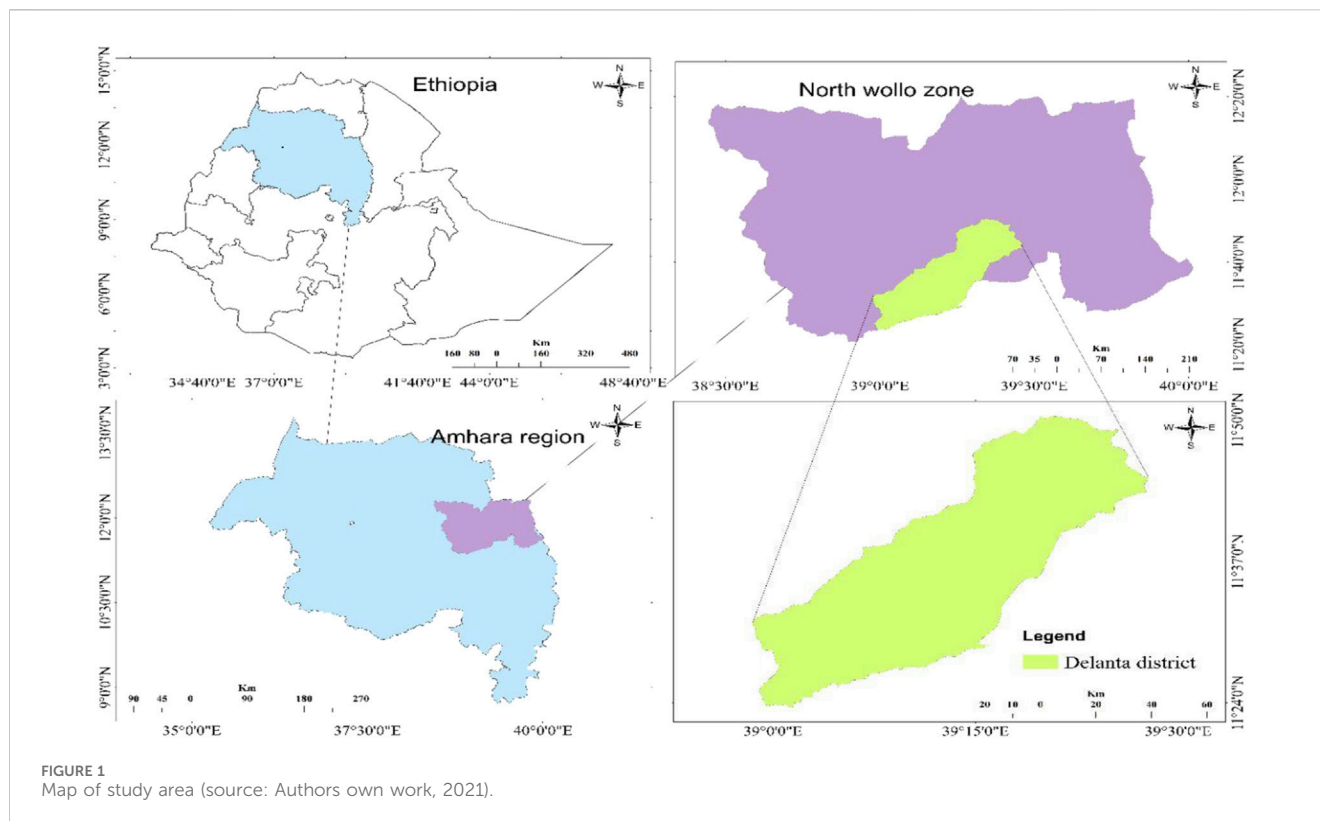 Ethiopia
N
W E
S
15°0'0"N
12°0'0"N
9°0'0"N
6°0'0"N
3°0'0"N
Km
160 80 0 160 320 480
34°40'0"E 37°0'0"E 41°40'0"E 44°0'0"E 48°40'0"E
North wollo zone
N
W E
S
12°20'0"N
12°0'0"N
11°40'0"N
11°20'0"N
Km
70 35 0 70 140 210
38°30'0"E 39°0'0"E 39°30'0"E 40°0'0"E
Amhara region
N
W E
S
13°30'0"N
12°0'0"N
10°30'0"N
9°0'0"N
Km
90 45 0 90 180 270
35°0'0"E 37°30'0"E 40°0'0"E
N
W E
S
11°50'0"N
11°37'0"N
11°24'0"N
Legend
Delanta district
Km
20 10 0 20 40 60
39°0'0"E 39°15'0"E 39°30'0"E
FIGURE 1
Map of study area (source: Authors own work, 2021).